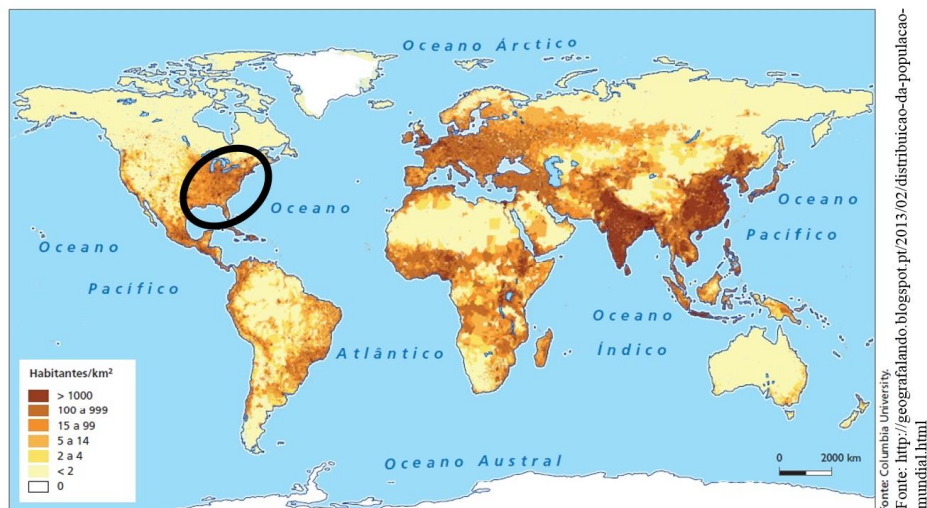 Oceano Árctico
Oceano
Pacífico
Oceano
Atlântico
Oceano
Pacífico
Oceano
Índico
Oceano Austral
Habitantes/km²
> 1000
100 a 999
15 a 99
5 a 14
2 a 4
< 2
0
0 2000 km
Fonte: Columbia University.
Fonte: http://geografalando.blogspot.pt/2013/02/distribuicao-da-populacao-
mundial.html